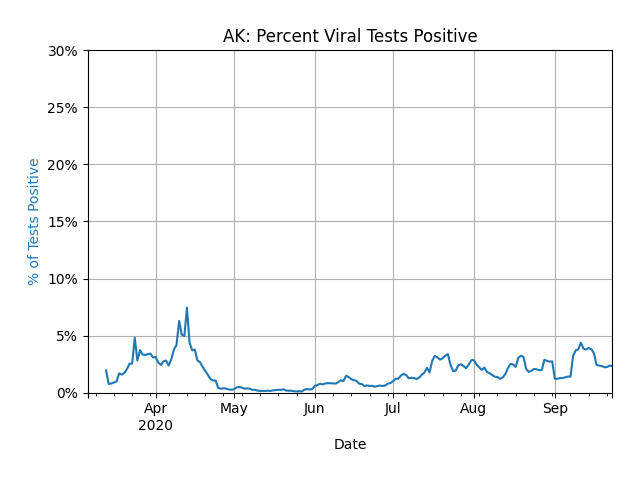 AK: Percent Viral Tests Positive
30%
25%
20%
15%
10%
5%
0%
% of Tests Positive
Apr
2020
May
Jun
Jul
Aug
Sep
Date